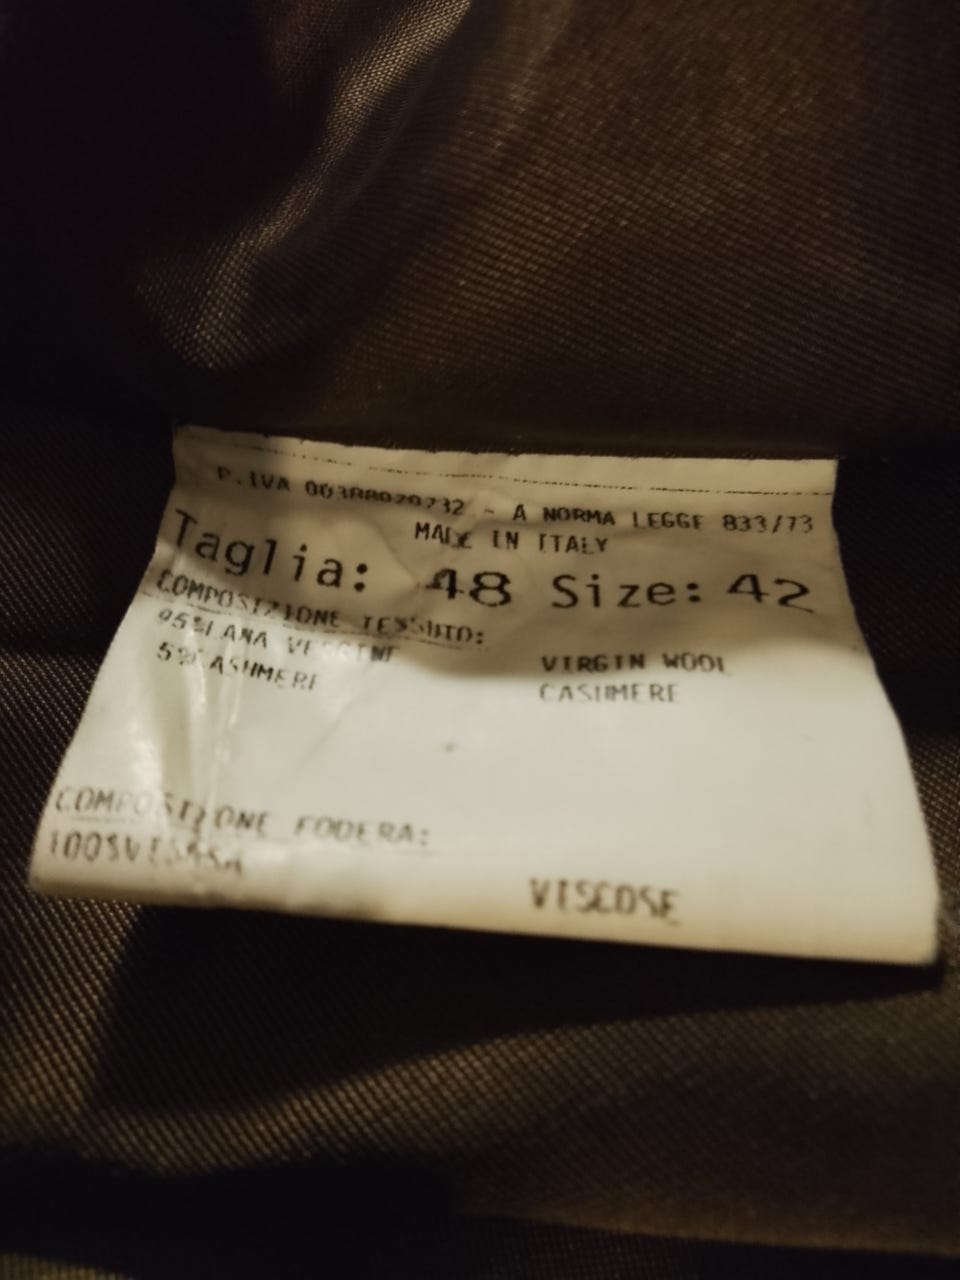 P.IVA 00388020232 - A NORMA LEGGE 833/73
MADE IN ITALY
Taglia: 48 Size: 42
COMPOSIZIONE TESSUTO:
95%LANA VERGINE VIRGIN WOOL
5%CASHMERE CASHMERE
COMPOSIZIONE FODERA:
100%VISCOSA
VISCOSE